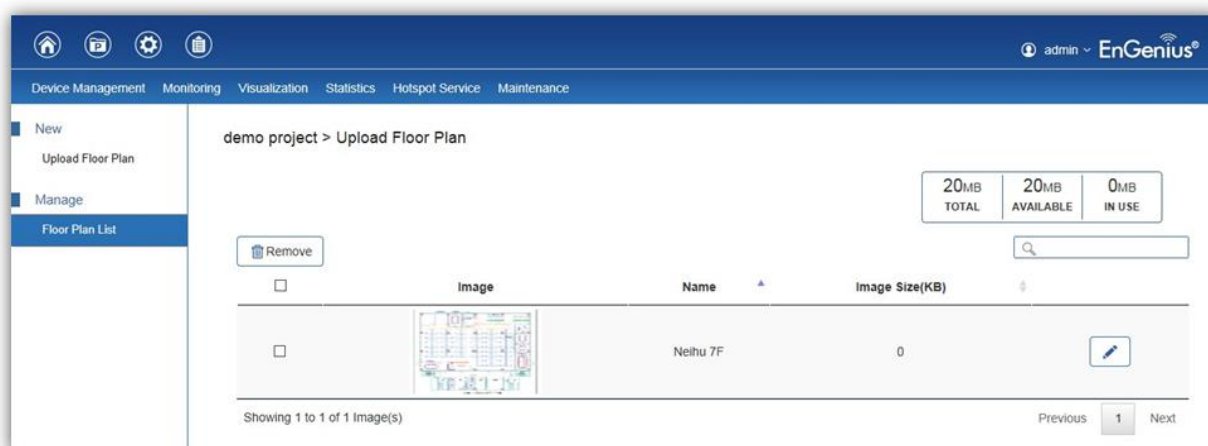 admin EnGenius®
Device Management Monitoring Visualization Statistics Hotspot Service Maintenance
New
Upload Floor Plan
Manage
Floor Plan List
demo project > Upload Floor Plan
20MB 20MB 0MB
TOTAL AVAILABLE IN USE
Remove
Image Name Image Size(KB)
Neihu 7F 0
Showing 1 to 1 of 1 Image(s)
Previous 1 Next